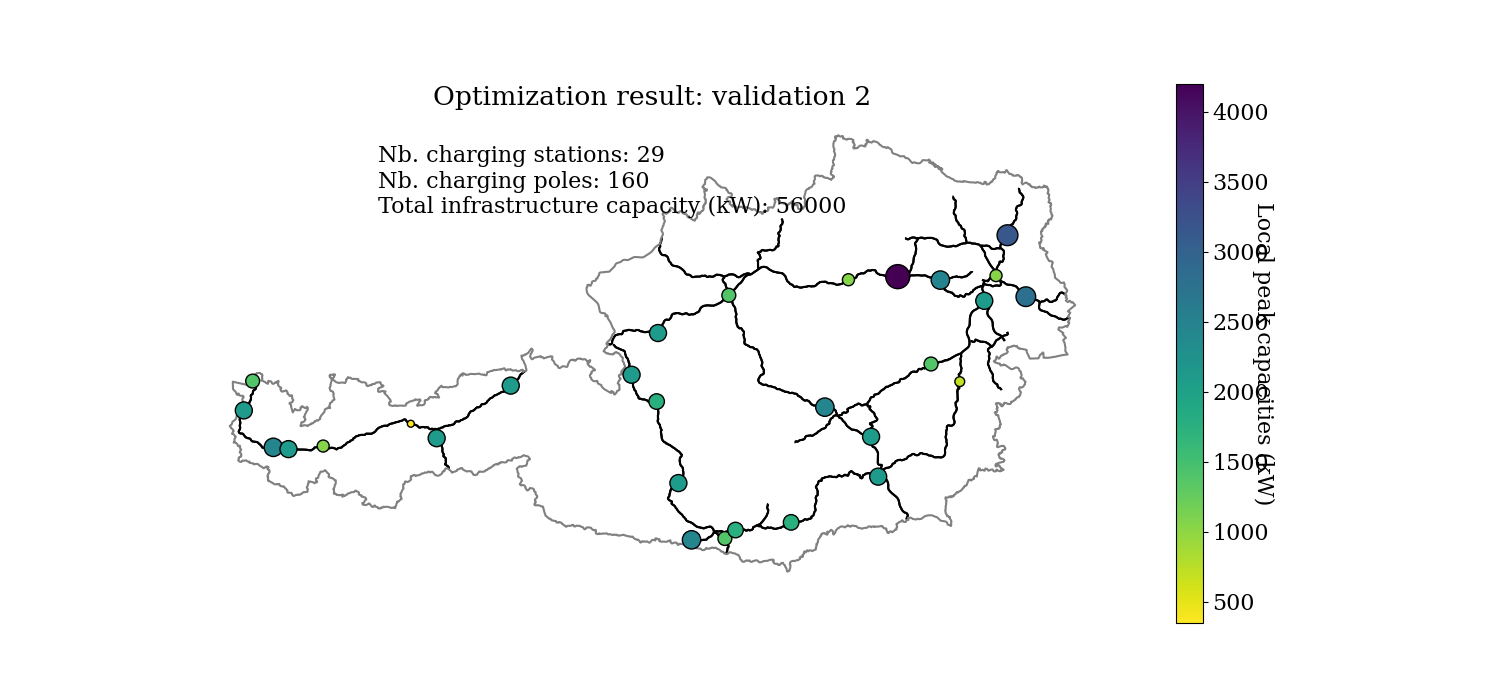 Optimization result: validation 2
Nb. charging stations: 29
Nb. charging poles: 160
Total infrastructure capacity (kW): 56000
4000
3500
3000
2500
2000
1500
1000
500
Local peak capacities (kW)